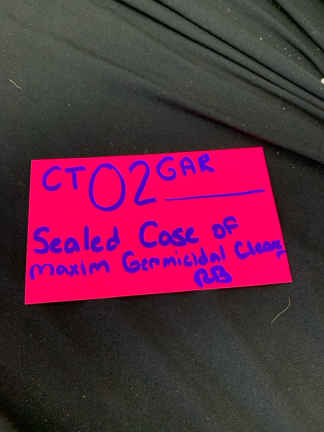 CT 02 GAR
Sealed Case of
Maxim Germicidal Cleaner
RB